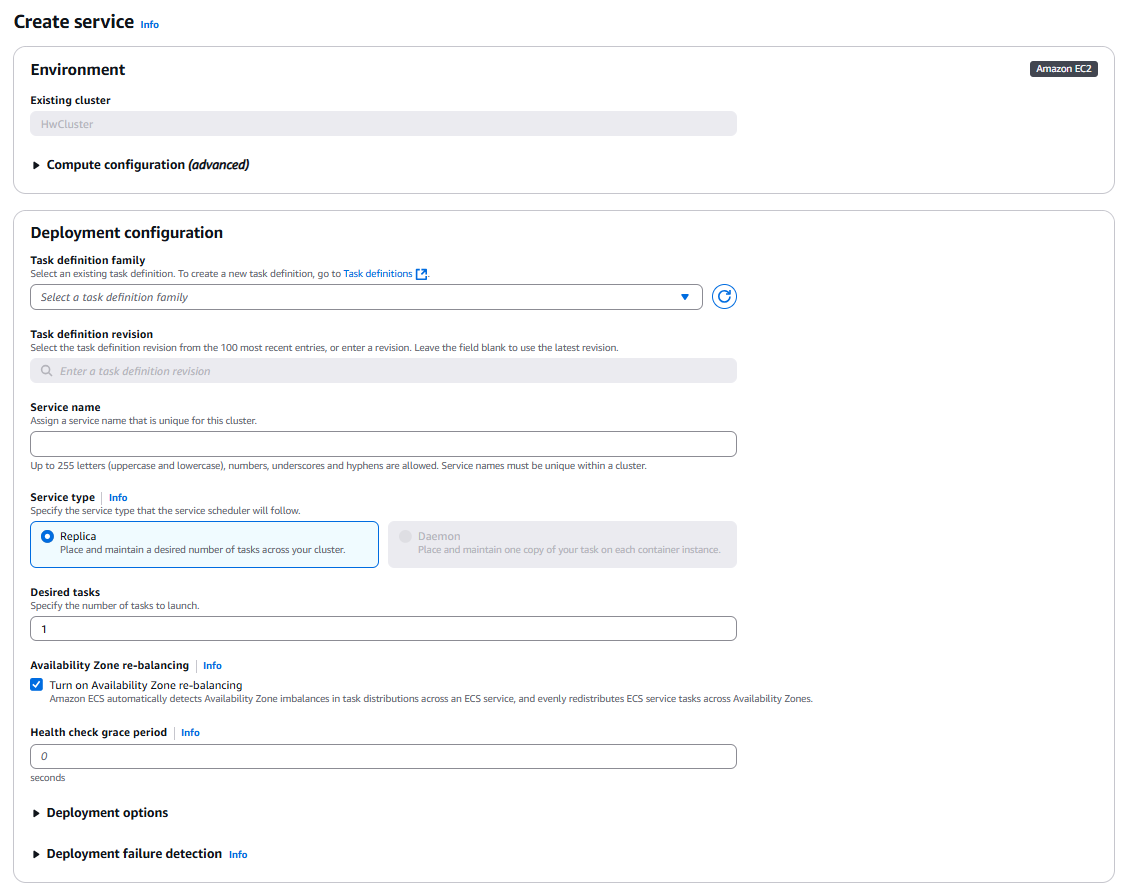 Create service Info
Environment
Amazon EC2
Existing cluster
HwCluster
Compute configuration (advanced)
Deployment configuration
Task definition family
Select an existing task definition. To create a new task definition, go to Task definitions.
Select a task definition family
Task definition revision
Select the task definition revision from the 100 most recent entries, or enter a revision. Leave the field blank to use the latest revision.
Enter a task definition revision
Service name
Assign a service name that is unique for this cluster.
Up to 255 letters (uppercase and lowercase), numbers, underscores and hyphens are allowed. Service names must be unique within a cluster.
Service type Info
Specify the service type that the service scheduler will follow.
Replica
Place and maintain a desired number of tasks across your cluster.
Daemon
Place and maintain one copy of your task on each container instance.
Desired tasks
Specify the number of tasks to launch.
1
Availability Zone re-balancing Info
Turn on Availability Zone re-balancing
Amazon ECS automatically detects Availability Zone imbalances in task distributions across an ECS service, and evenly redistributes ECS service tasks across Availability Zones.
Health check grace period Info
0
seconds
Deployment options
Deployment failure detection Info